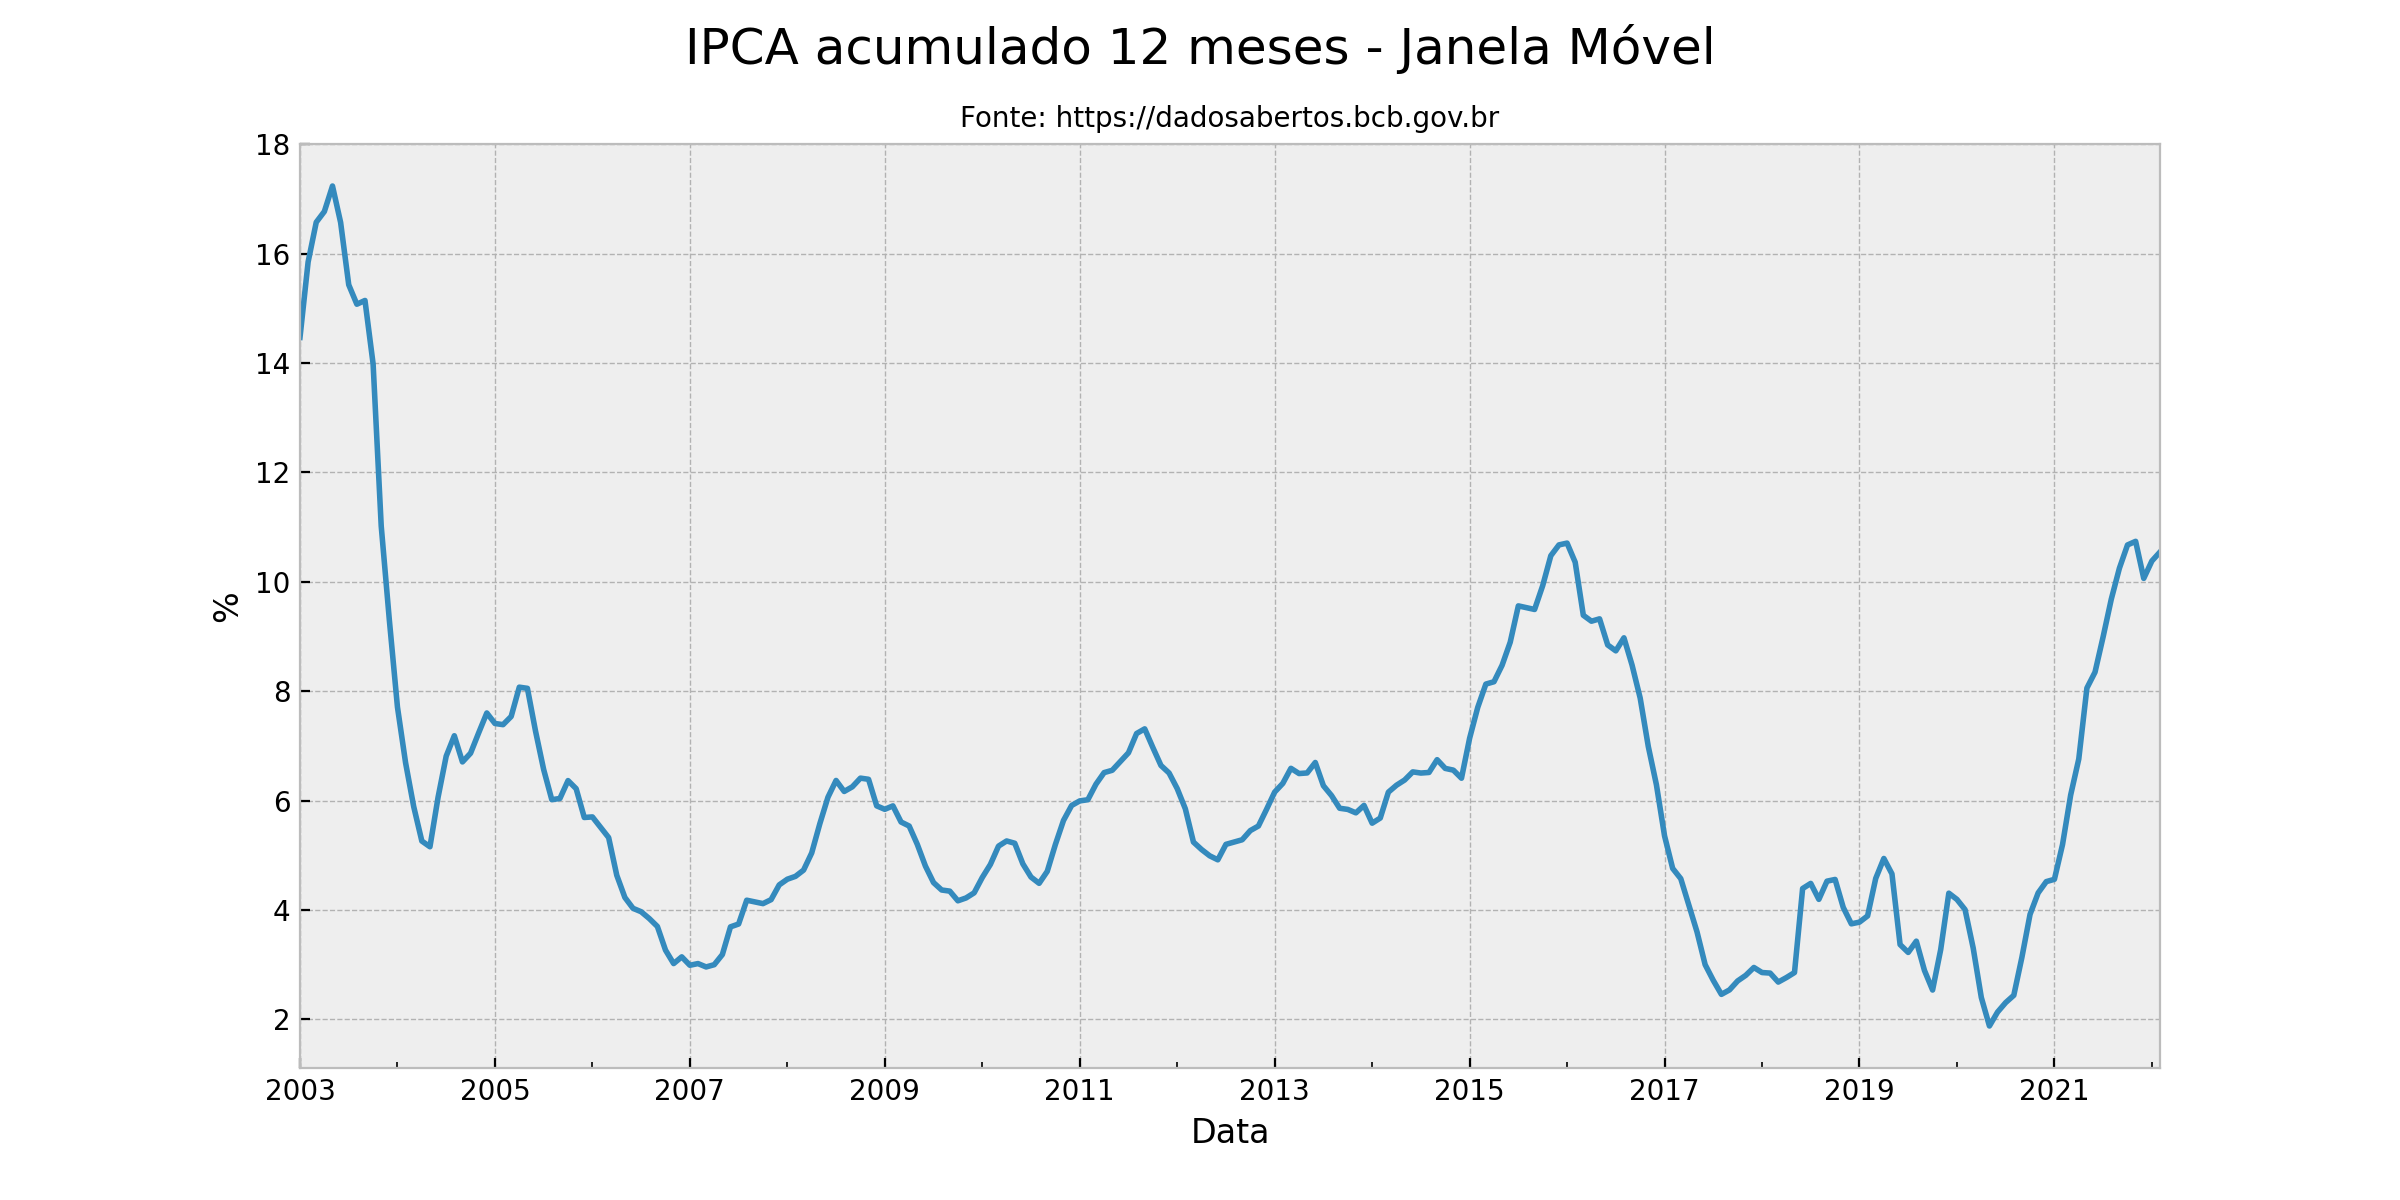 IPCA acumulado 12 meses - Janela Móvel
Fonte: https://dadosabertos.bcb.gov.br
18
16
14
12
10
8
6
4
2
%
2003 2005 2007 2009 2011 2013 2015 2017 2019 2021
Data